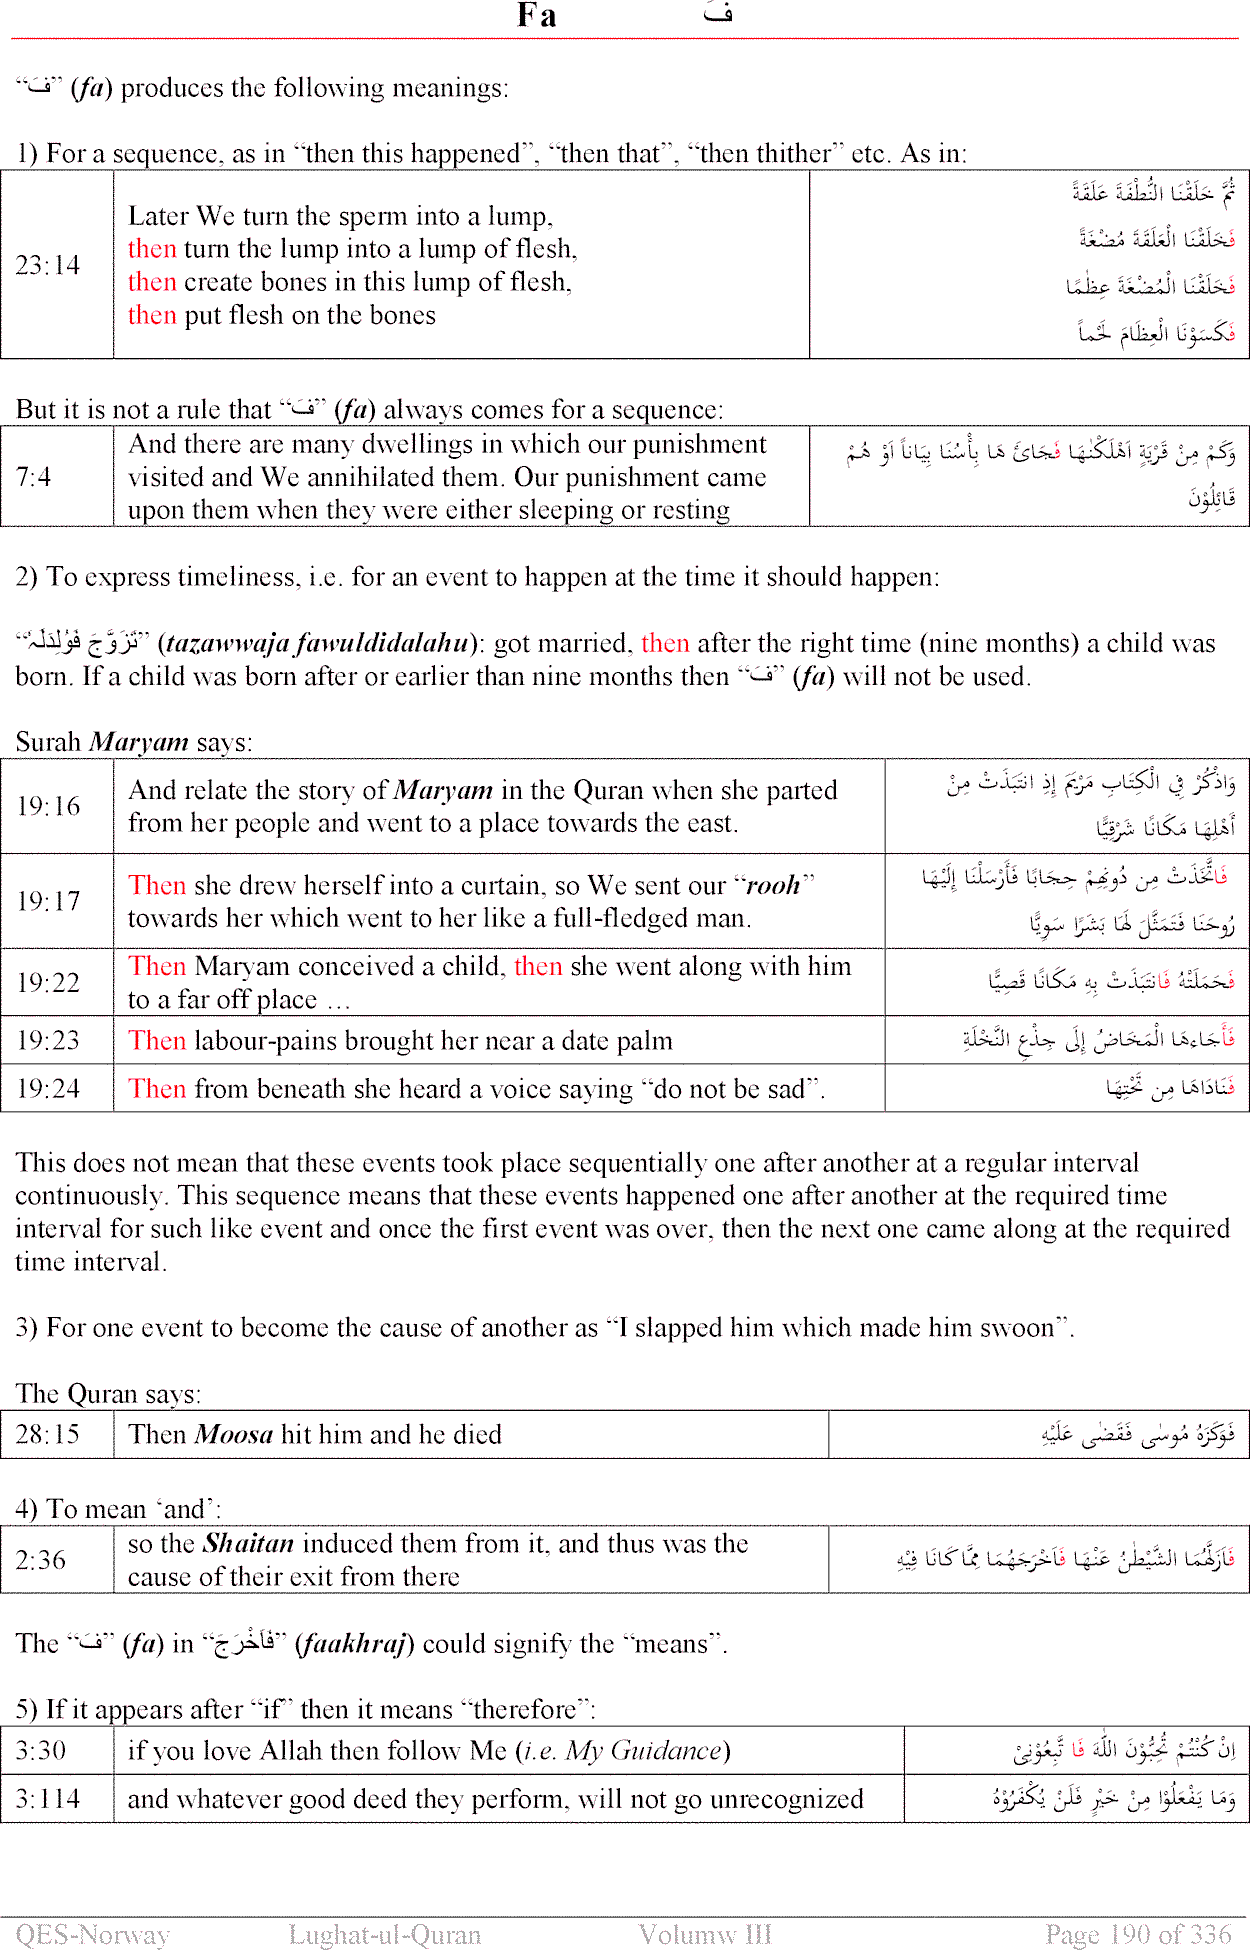 Fa فَ
“فَ” (fa) produces the following meanings:
1) For a sequence, as in “then this happened”, “then that”, “then thither” etc. As in:
23:14
Later We turn the sperm into a lump,
then turn the lump into a lump of flesh,
then create bones in this lump of flesh,
then put flesh on the bones
ثُمَّ خَلَقْنَا النُّطْفَةَ عَلَقَةً
فَخَلَقْنَا الْعَلَقَةَ مُضْغَةً
فَخَلَقْنَا الْمُضْغَةَ عِظٰمًا
فَكَسَوْنَا الْعِظَامَ لَحْماً
But it is not a rule that “فَ” (fa) always comes for a sequence:
7:4
And there are many dwellings in which our punishment
visited and We annihilated them. Our punishment came
upon them when they were either sleeping or resting
وَكَمْ مِنْ قَرْيَةٍ اَهْلَكْنٰهَا فَجَائَ هَا بِأْسُنَا بِيَاناً اَوْ هُمْ
قَائِلُوْنَ
2) To express timeliness, i.e. for an event to happen at the time it should happen:
“تَزَوَّجَ فَوُلِدَلَہٗ” (tazawwaja fawuldidalahu): got married, then after the right time (nine months) a child was
born. If a child was born after or earlier than nine months then “فَ” (fa) will not be used.
Surah Maryam says:
19:16
And relate the story of Maryam in the Quran when she parted
from her people and went to a place towards the east.
وَاذْكُرْ فِي الْكِتَابِ مَرْيَمَ إِذِ انتَبَذَتْ مِنْ
أَهْلِهَا مَكَانًا شَرْقِيًّا
19:17
Then she drew herself into a curtain, so We sent our “rooh”
towards her which went to her like a full-fledged man.
فَاتَّخَذَتْ مِن دُونِهِمْ حِجَابًا فَأَرْسَلْنَا إِلَيْهَا
رُوحَنَا فَتَمَثَّلَ لَهَا بَشَرًا سَوِيًّا
19:22
Then Maryam conceived a child, then she went along with him
to a far off place …
فَحَمَلَتْهُ فَانتَبَذَتْ بِهِ مَكَانًا قَصِيًّا
19:23
Then labour-pains brought her near a date palm
فَأَجَاءهَا الْمَخَاضُ إِلَى جِذْعِ النَّخْلَةِ
19:24
Then from beneath she heard a voice saying “do not be sad”.
فَنَادَاهَا مِن تَحْتِهَا
This does not mean that these events took place sequentially one after another at a regular interval
continuously. This sequence means that these events happened one after another at the required time
interval for such like event and once the first event was over, then the next one came along at the required
time interval.
3) For one event to become the cause of another as “I slapped him which made him swoon”.
The Quran says:
28:15
Then Moosa hit him and he died
فَوَكَزَهُ مُوسٰى فَقَضٰى عَلَيْهِ
4) To mean ‘and’:
2:36
so the Shaitan induced them from it, and thus was the
cause of their exit from there
فَاَزَلَّهُمَا الشَّيْطٰنُ عَنْهَا فَاَخْرَجَهُمَا مِمَّا كَانَا فِيْهِ
The “فَ” (fa) in “فَاَخْرَجَ” (faakhraj) could signify the “means”.
5) If it appears after “if” then it means “therefore”:
3:30
if you love Allah then follow Me (i.e. My Guidance)
اِنْ كُنْتُمْ تُحِبُّوْنَ اللّٰهَ فَا تَّبِعُوْنِيْ
3:114
and whatever good deed they perform, will not go unrecognized
وَمَا يَفْعَلُوْا مِنْ خَيْرٍ فَلَنْ يُكْفَرُوْهُ
QES-Norway Lughat-ul-Quran Volumw III Page 190 of 336